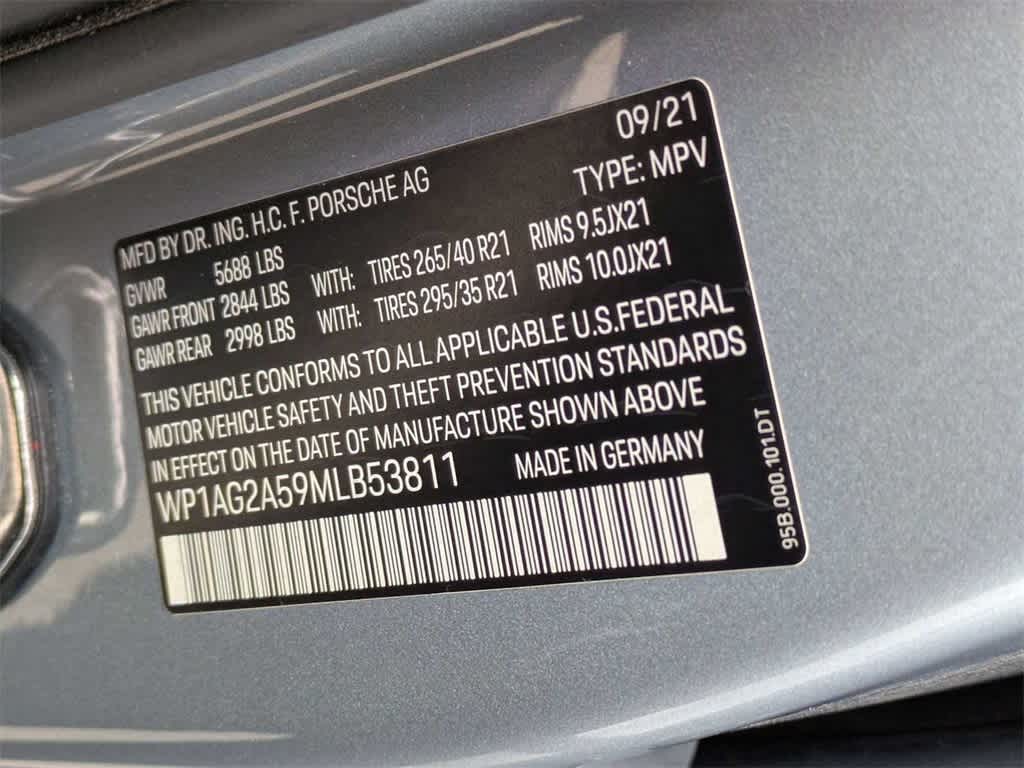 09/21
MFD BY DR. ING. H.C. F. PORSCHE AG TYPE: MPV
GVWR 5688 LBS
GAWR FRONT 2844 LBS WITH: TIRES 265/40 R21 RIMS 9.5JX21
GAWR REAR 2998 LBS WITH: TIRES 295/35 R21 RIMS 10.0JX21
THIS VEHICLE CONFORMS TO ALL APPLICABLE U.S.FEDERAL
MOTOR VEHICLE SAFETY AND THEFT PREVENTION STANDARDS
IN EFFECT ON THE DATE OF MANUFACTURE SHOWN ABOVE
WP1AG2A59MLB53811 MADE IN GERMANY
95B.000.101.DT